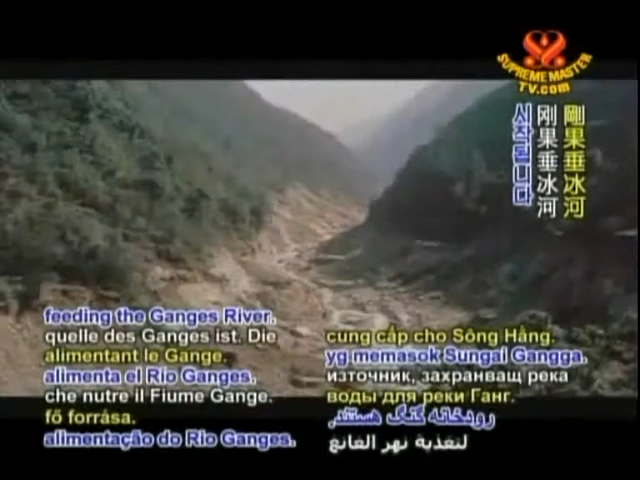 SUPREME MASTER
TV.com
剛果垂冰河
刚果垂冰河
시작됩니다
feeding the Ganges River.
quelle des Ganges ist. Die
alimentant le Gange.
alimenta el Río Ganges.
che nutre il Fiume Gange.
fő forrása.
alimentação do Rio Ganges.
cung cấp cho Sông Hằng.
yg memasok Sungai Gangga.
източник, захранващ река
воды для реки Ганг.
رودخانه گنگ هستند.
لتغذية نهر الغانغ